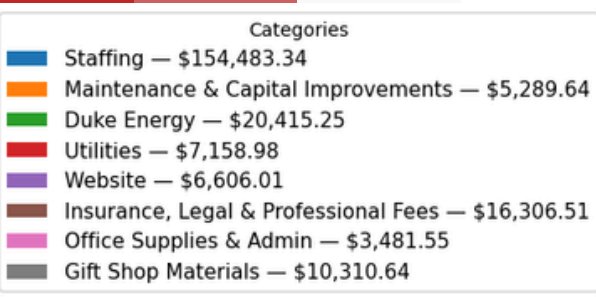 Categories
Staffing — $154,483.34
Maintenance & Capital Improvements — $5,289.64
Duke Energy — $20,415.25
Utilities — $7,158.98
Website — $6,606.01
Insurance, Legal & Professional Fees — $16,306.51
Office Supplies & Admin — $3,481.55
Gift Shop Materials — $10,310.64